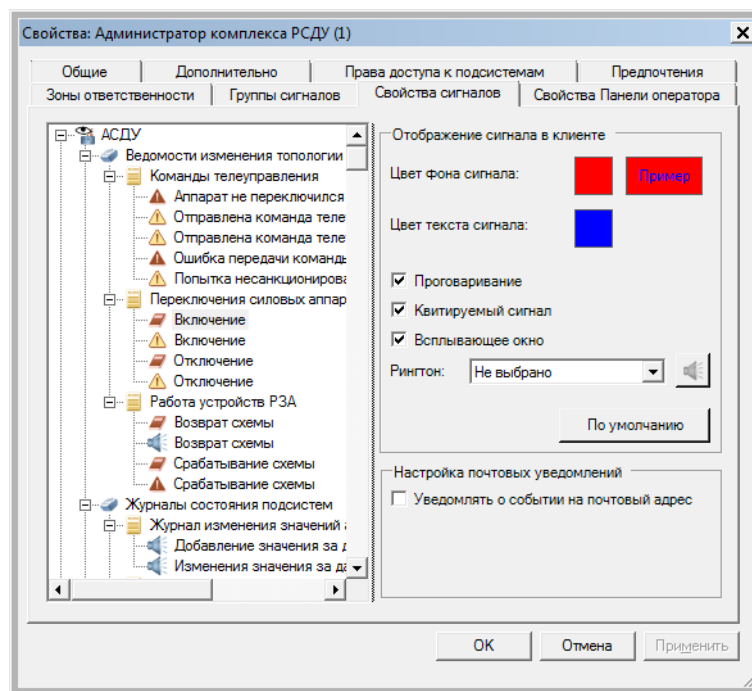 Свойства: Администратор комплекса РСДУ (1)
Общие
Дополнительно
Права доступа к подсистемам
Предпочтения
Зоны ответственности
Группы сигналов
Свойства сигналов
Свойства Панели оператора
АСДУ
Ведомости изменения топологии
Команды телеуправления
Аппарат не переключился
Отправлена команда теле
Отправлена команда теле
Ошибка передачи команды
Попытка несанкционирова
Переключения силовых аппар
Включение
Включение
Отключение
Отключение
Работа устройств РЗА
Возврат схемы
Возврат схемы
Срабатывание схемы
Срабатывание схемы
Журналы состояния подсистем
Журнал изменения значений
Добавление значения за д
Изменения значения за да
Отображение сигнала в клиенте
Цвет фона сигнала:
Пример
Цвет текста сигнала:
Проговаривание
Квитируемый сигнал
Всплывающее окно
Рингтон:
Не выбрано
По умолчанию
Настройка почтовых уведомлений
Уведомлять о событии на почтовый адрес
OK
Отмена
Применить